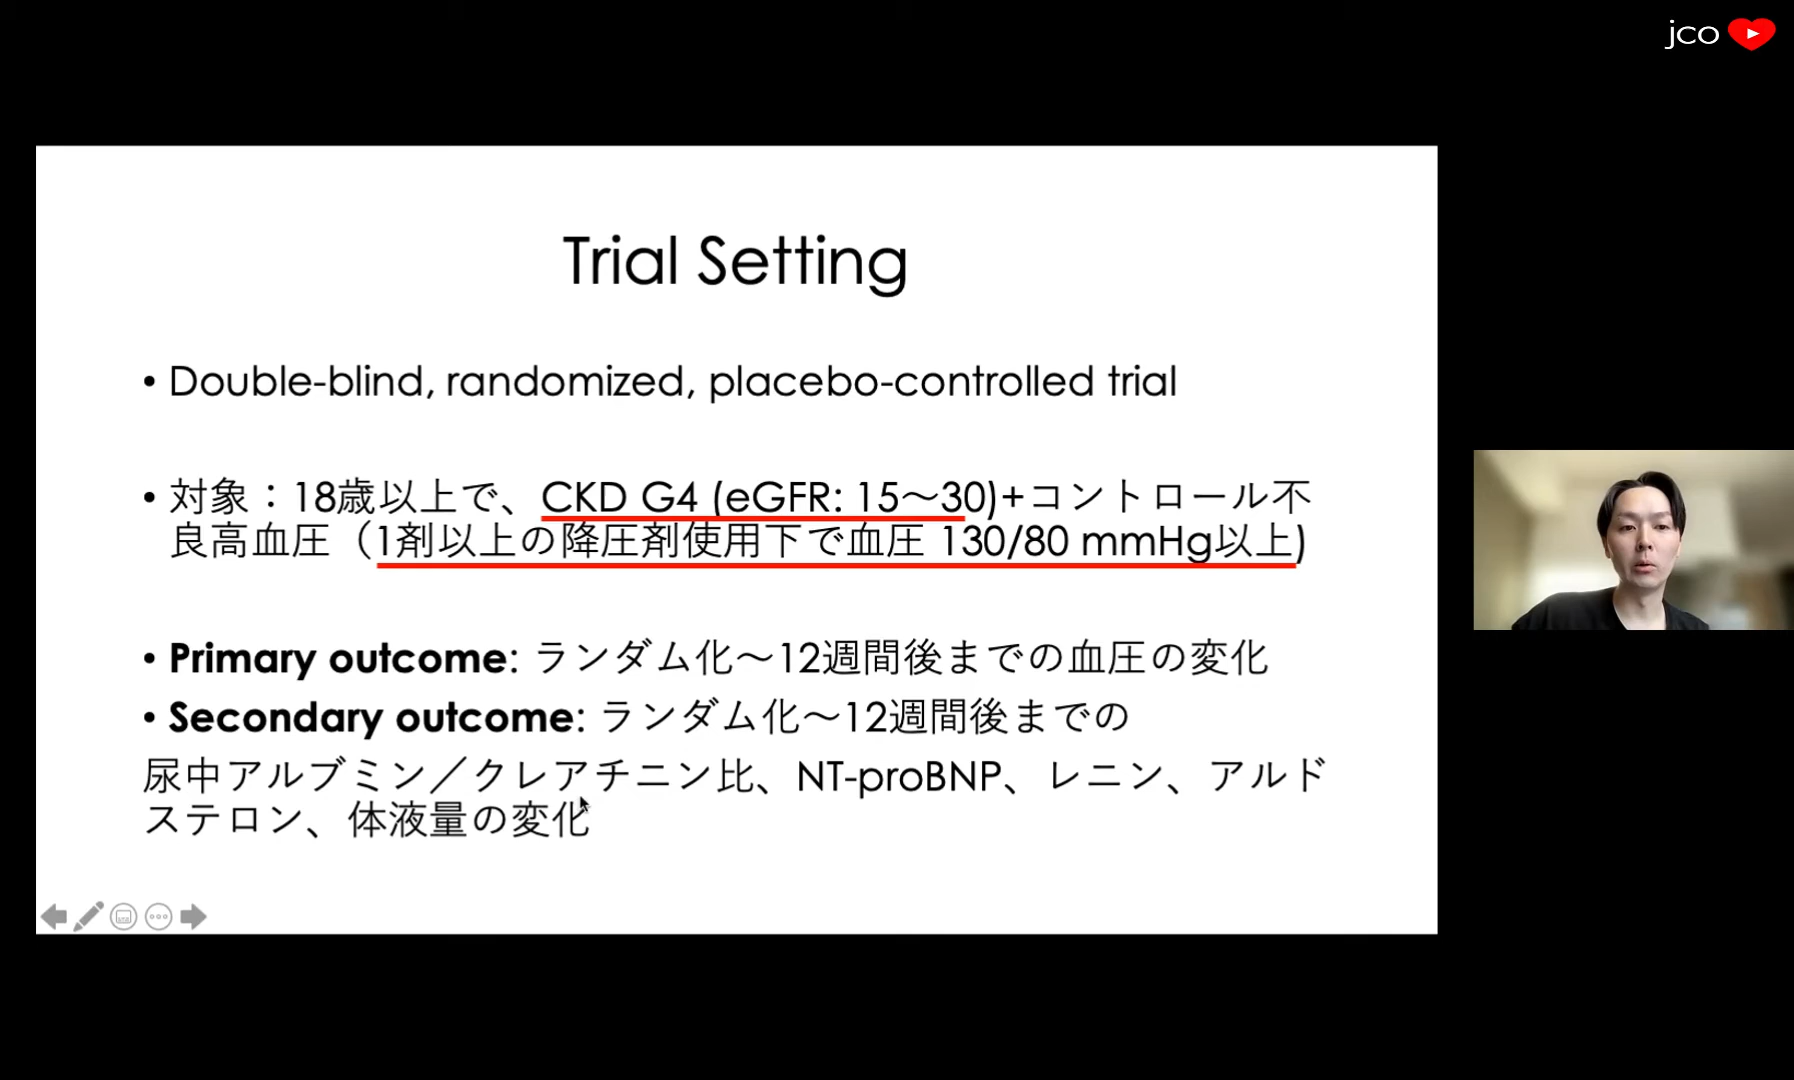 jco
Trial Setting
• Double-blind, randomized, placebo-controlled trial
• 対象：18歳以上で、CKD G4 (eGFR: 15～30)+コントロール不
良高血圧（1剤以上の降圧剤使用下で血圧 130/80 mmHg以上)
• Primary outcome: ランダム化～12週間後までの血圧の変化
• Secondary outcome: ランダム化～12週間後までの
尿中アルブミン／クレアチニン比、NT-proBNP、レニン、アルド
ステロン、体液量の変化